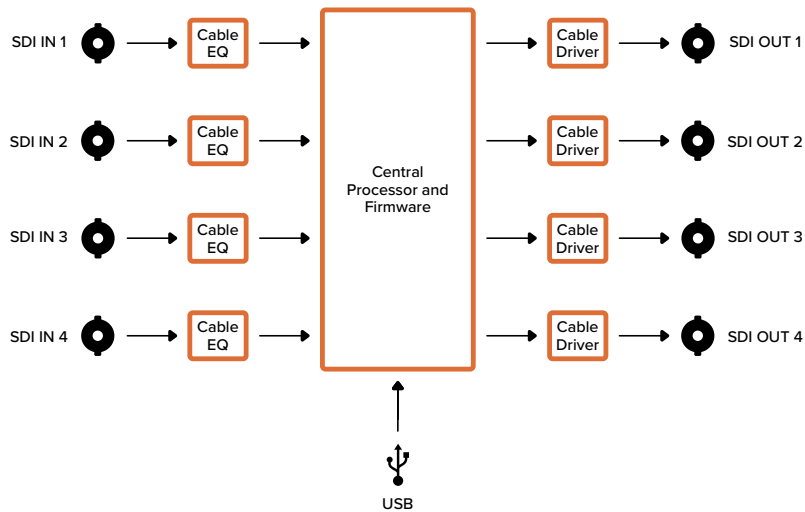 SDI IN 1
Cable
EQ
Cable
Driver
SDI OUT 1
SDI IN 2
Cable
EQ
Cable
Driver
SDI OUT 2
Central
Processor and
Firmware
SDI IN 3
Cable
EQ
Cable
Driver
SDI OUT 3
SDI IN 4
Cable
EQ
Cable
Driver
SDI OUT 4
USB